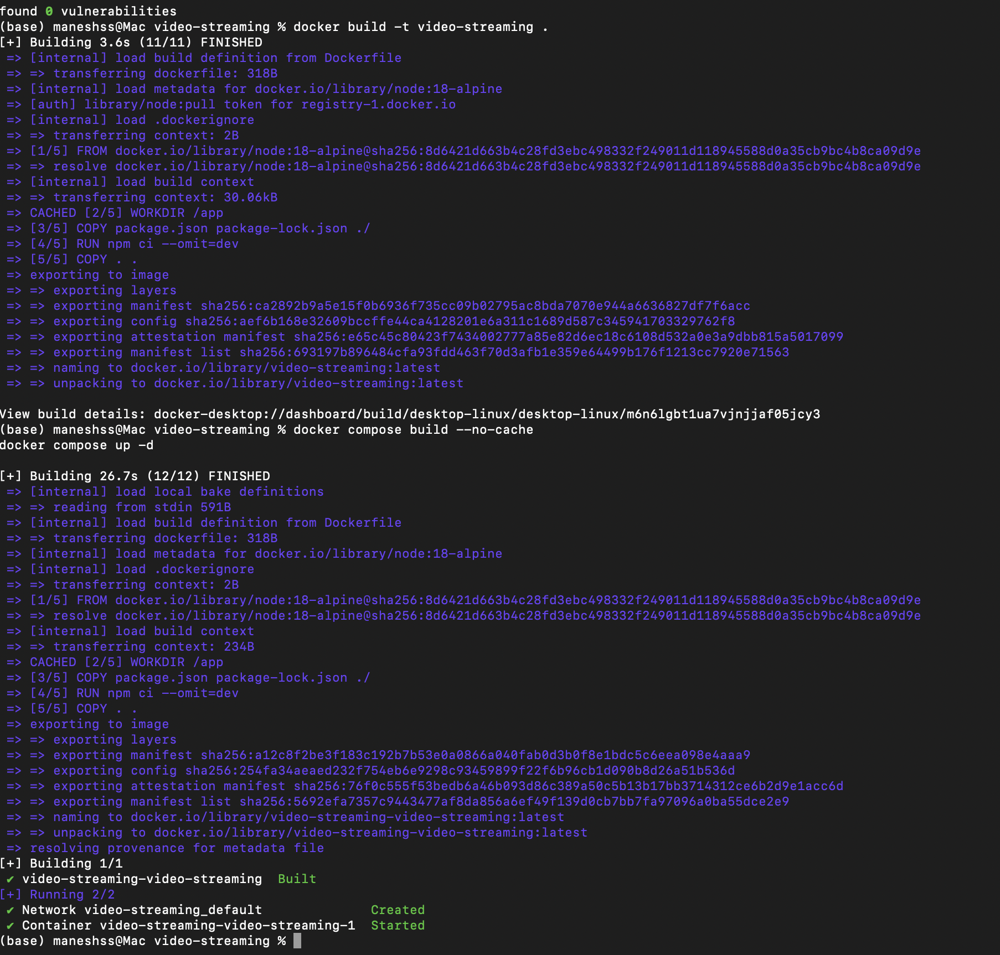 found 0 vulnerabilities
(base) maneshss@Mac video-streaming % docker build -t video-streaming .
[+] Building 3.6s (11/11) FINISHED
=> [internal] load build definition from Dockerfile
=> => transferring dockerfile: 318B
=> [internal] load metadata for docker.io/library/node:18-alpine
=> [auth] library/node:pull token for registry-1.docker.io
=> [internal] load .dockerignore
=> => transferring context: 2B
=> [1/5] FROM docker.io/library/node:18-alpine@sha256:8d6421d663b4c28fd3ebc498332f249011d118945588d0a35cb9bc4b8ca09d9e
=> => resolve docker.io/library/node:18-alpine@sha256:8d6421d663b4c28fd3ebc498332f249011d118945588d0a35cb9bc4b8ca09d9e
=> [internal] load build context
=> => transferring context: 30.06kB
=> CACHED [2/5] WORKDIR /app
=> [3/5] COPY package.json package-lock.json ./
=> [4/5] RUN npm ci --omit=dev
=> [5/5] COPY . .
=> exporting to image
=> => exporting layers
=> => exporting manifest sha256:ca2892b9a5e15f0b6936f735cc09b02795ac8bda7070e944a6636827df7f6acc
=> => exporting config sha256:aef6b168e32609bccffe44ca4128201e6a311c1689d587c345941703329762f8
=> => exporting attestation manifest sha256:e65c45c80423f7434002777a85e82d6ec18c6108d532a0e3a9dbb815a5017099
=> => exporting manifest list sha256:693197b896484cfa93fdd463f70d3afb1e359e64499b176f1213cc7920e71563
=> => naming to docker.io/library/video-streaming:latest
=> => unpacking to docker.io/library/video-streaming:latest
View build details: docker-desktop://dashboard/build/desktop-linux/desktop-linux/m6n6lgbt1ua7vjnjjaf05jcy3
(base) maneshss@Mac video-streaming % docker compose build --no-cache
docker compose up -d
[+] Building 26.7s (12/12) FINISHED
=> [internal] load local bake definitions
=> => reading from stdin 591B
=> [internal] load build definition from Dockerfile
=> => transferring dockerfile: 318B
=> [internal] load metadata for docker.io/library/node:18-alpine
=> [internal] load .dockerignore
=> => transferring context: 2B
=> [1/5] FROM docker.io/library/node:18-alpine@sha256:8d6421d663b4c28fd3ebc498332f249011d118945588d0a35cb9bc4b8ca09d9e
=> => resolve docker.io/library/node:18-alpine@sha256:8d6421d663b4c28fd3ebc498332f249011d118945588d0a35cb9bc4b8ca09d9e
=> [internal] load build context
=> => transferring context: 234B
=> CACHED [2/5] WORKDIR /app
=> [3/5] COPY package.json package-lock.json ./
=> [4/5] RUN npm ci --omit=dev
=> [5/5] COPY . .
=> exporting to image
=> => exporting layers
=> => exporting manifest sha256:a12c8f2be3f183c192b7b53e0a0866a040fab0d3b0f8e1bdc5c6eea098e4aaa9
=> => exporting config sha256:254fa34aeaed232f754eb6e9298c93459899f22f6b96cb1d090b8d26a51b536d
=> => exporting attestation manifest sha256:76f0c555f53bedb6a46b093d86c389a50c5b13b17bb3714312ce6b2d9e1acc6d
=> => exporting manifest list sha256:5692efa7357c9443477af8da856a6ef49f139d0cb7bb7fa97096a0ba55dce2e9
=> => naming to docker.io/library/video-streaming-video-streaming:latest
=> => unpacking to docker.io/library/video-streaming-video-streaming:latest
=> resolving provenance for metadata file
[+] Building 1/1
✔ video-streaming-video-streaming Built
[+] Running 2/2
✔ Network video-streaming_default Created
✔ Container video-streaming-video-streaming-1 Started
(base) maneshss@Mac video-streaming %